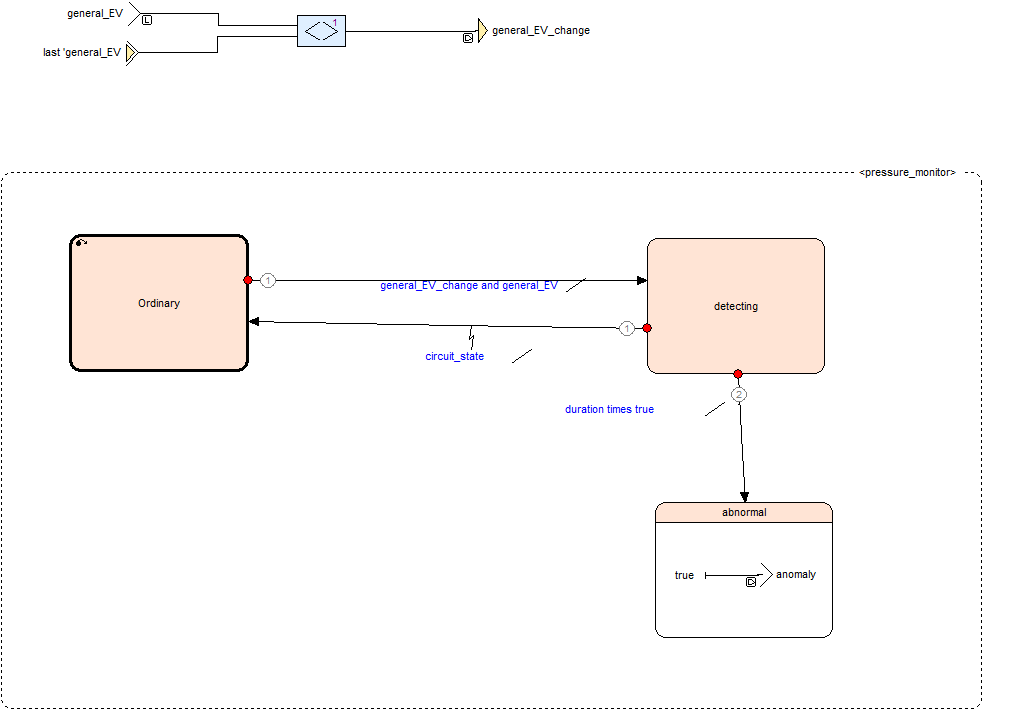 general_EV
L
last 'general_EV
1
D
general_EV_change
<pressure_monitor>
Ordinary
1
general_EV_change and general_EV
detecting
1
circuit_state
2
duration times true
abnormal
true
D
anomaly